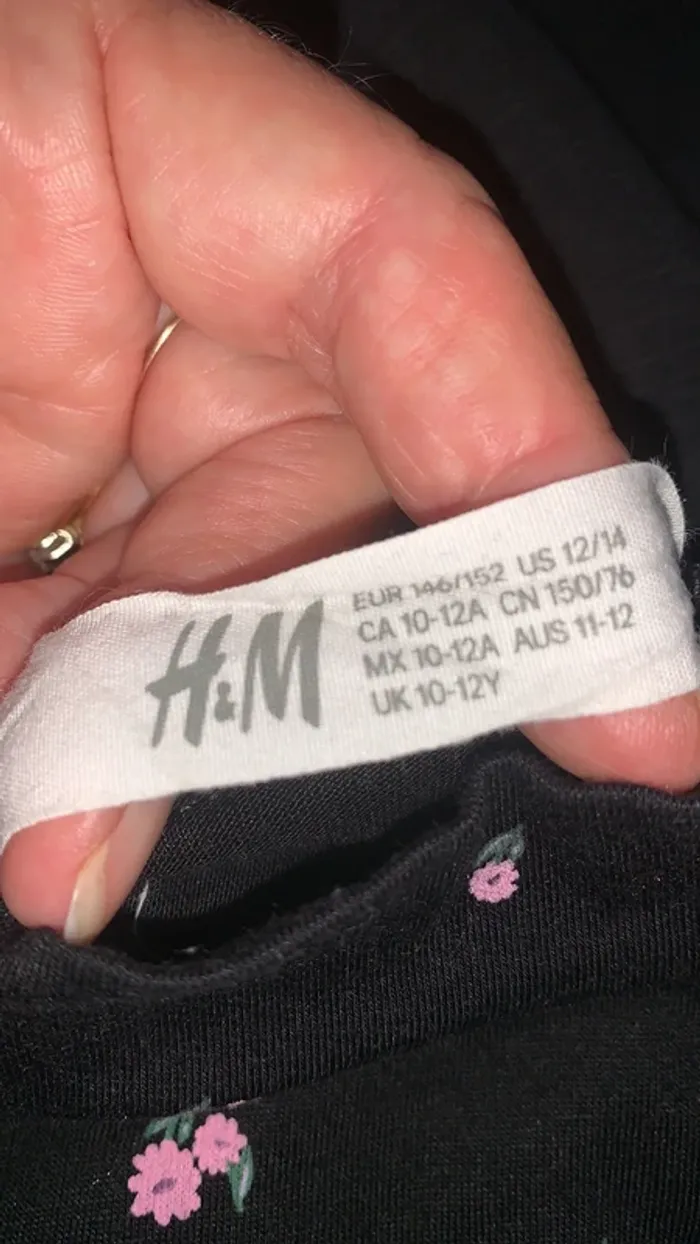 H&M
EUR 146/152 US 12/14
CA 10-12A CN 150/76
MX 10-12A AUS 11-12
UK 10-12Y